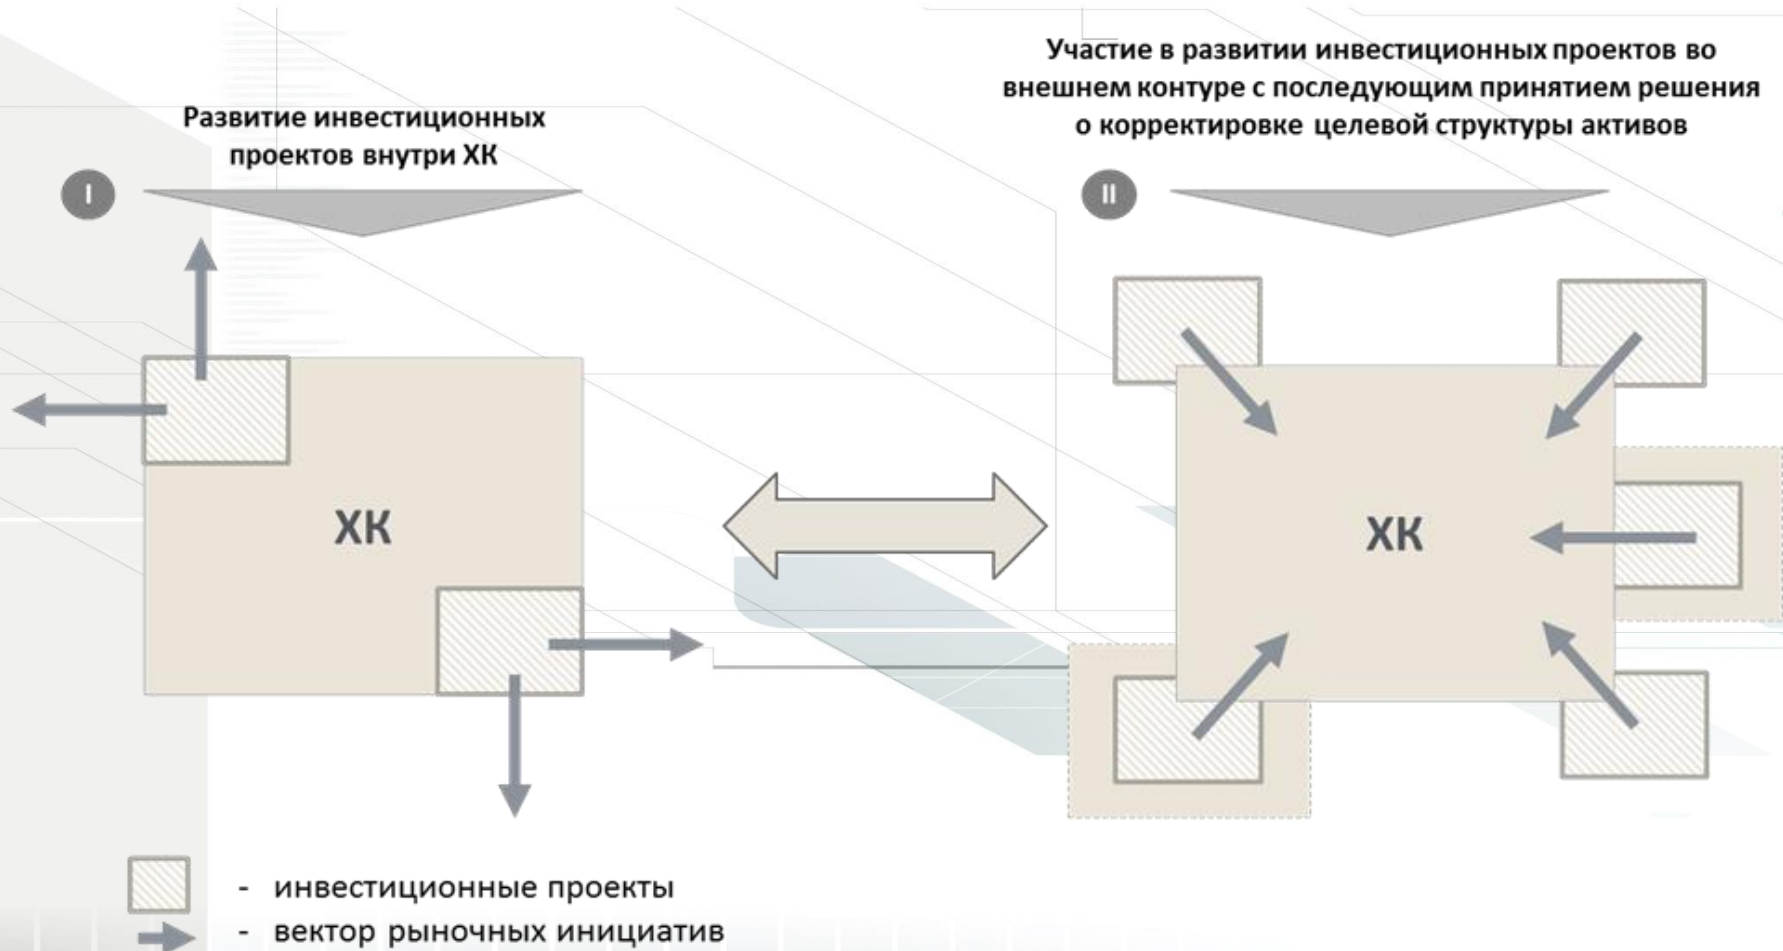 Развитие инвестиционных
проектов внутри ХК
I
ХК
Участие в развитии инвестиционных проектов во
внешнем контуре с последующим принятием решения
о корректировке целевой структуры активов
II
ХК
- инвестиционные проекты
- вектор рыночных инициатив